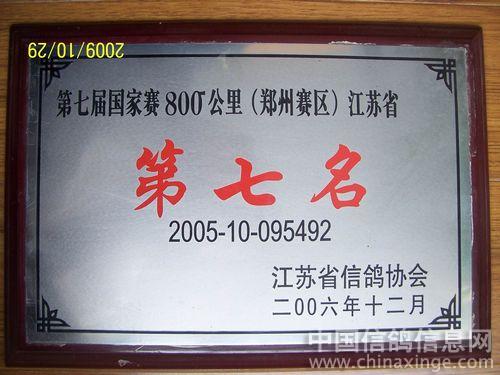 2009/10/29
第七届国家赛800公里（郑州赛区）江苏省
第七名
2005-10-095492
江苏省信鸽协会
二00六年十二月
中国信鸽信息网
www.chinaxinge.com